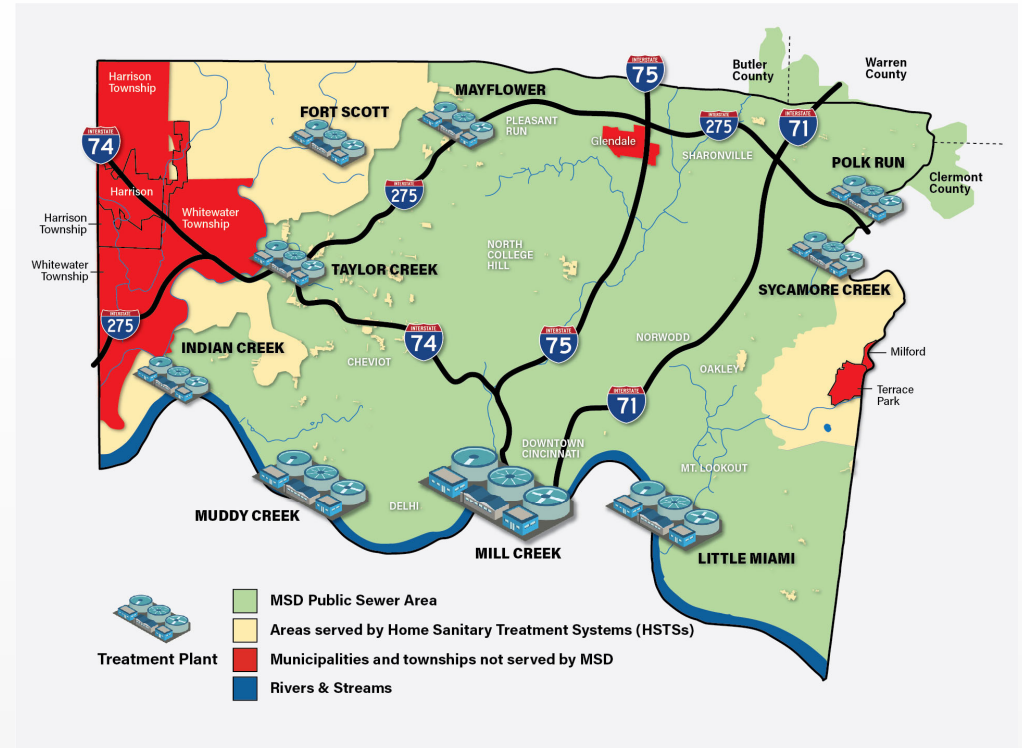 Harrison
Township
INTERSTATE
74
FORT SCOTT
MAYFLOWER
PLEASANT
RUN
INTERSTATE
75
Butler
County
Warren
County
INTERSTATE
275
INTERSTATE
71
Glendale
SHARONVILLE
POLK RUN
Clermont
County
Harrison
INTERSTATE
275
Harrison
Township
Whitewater
Township
Whitewater
Township
TAYLOR CREEK
NORTH
COLLEGE
HILL
SYCAMORE CREEK
INTERSTATE
275
INDIAN CREEK
CHEVIOT
INTERSTATE
74
INTERSTATE
75
NORWODD
OAKLEY
Milford
Terrace
Park
INTERSTATE
71
DOWNTOWN
CINCINNATI
MT. LOOKOUT
MUDDY CREEK
DELHI
MILL CREEK
LITTLE MIAMI
Treatment Plant
MSD Public Sewer Area
Areas served by Home Sanitary Treatment Systems (HSTSs)
Municipalities and townships not served by MSD
Rivers & Streams